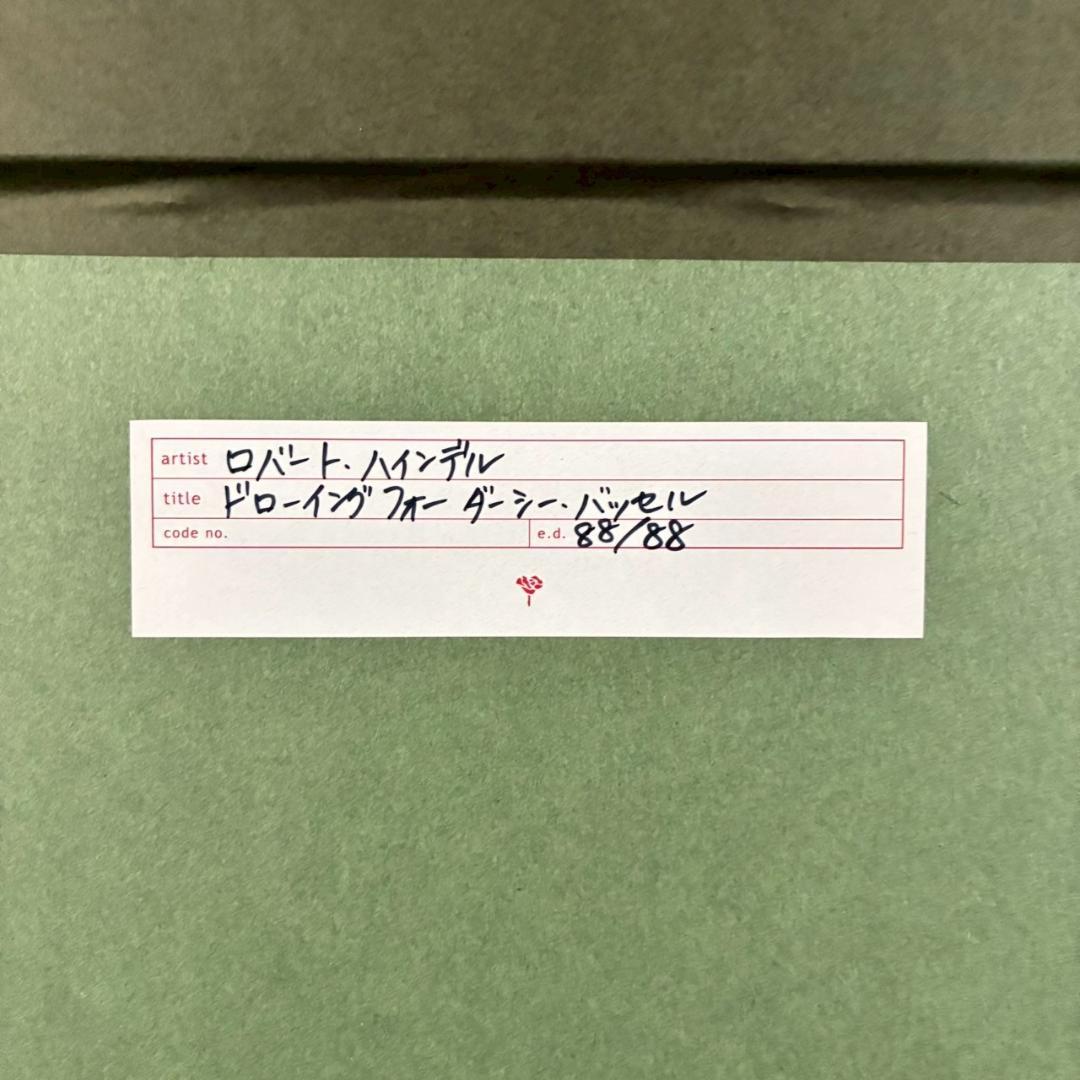 artist ロバート・ハインデル
title ドローイング フォー ダーシー・バッセル
code no. e.d. 88/88